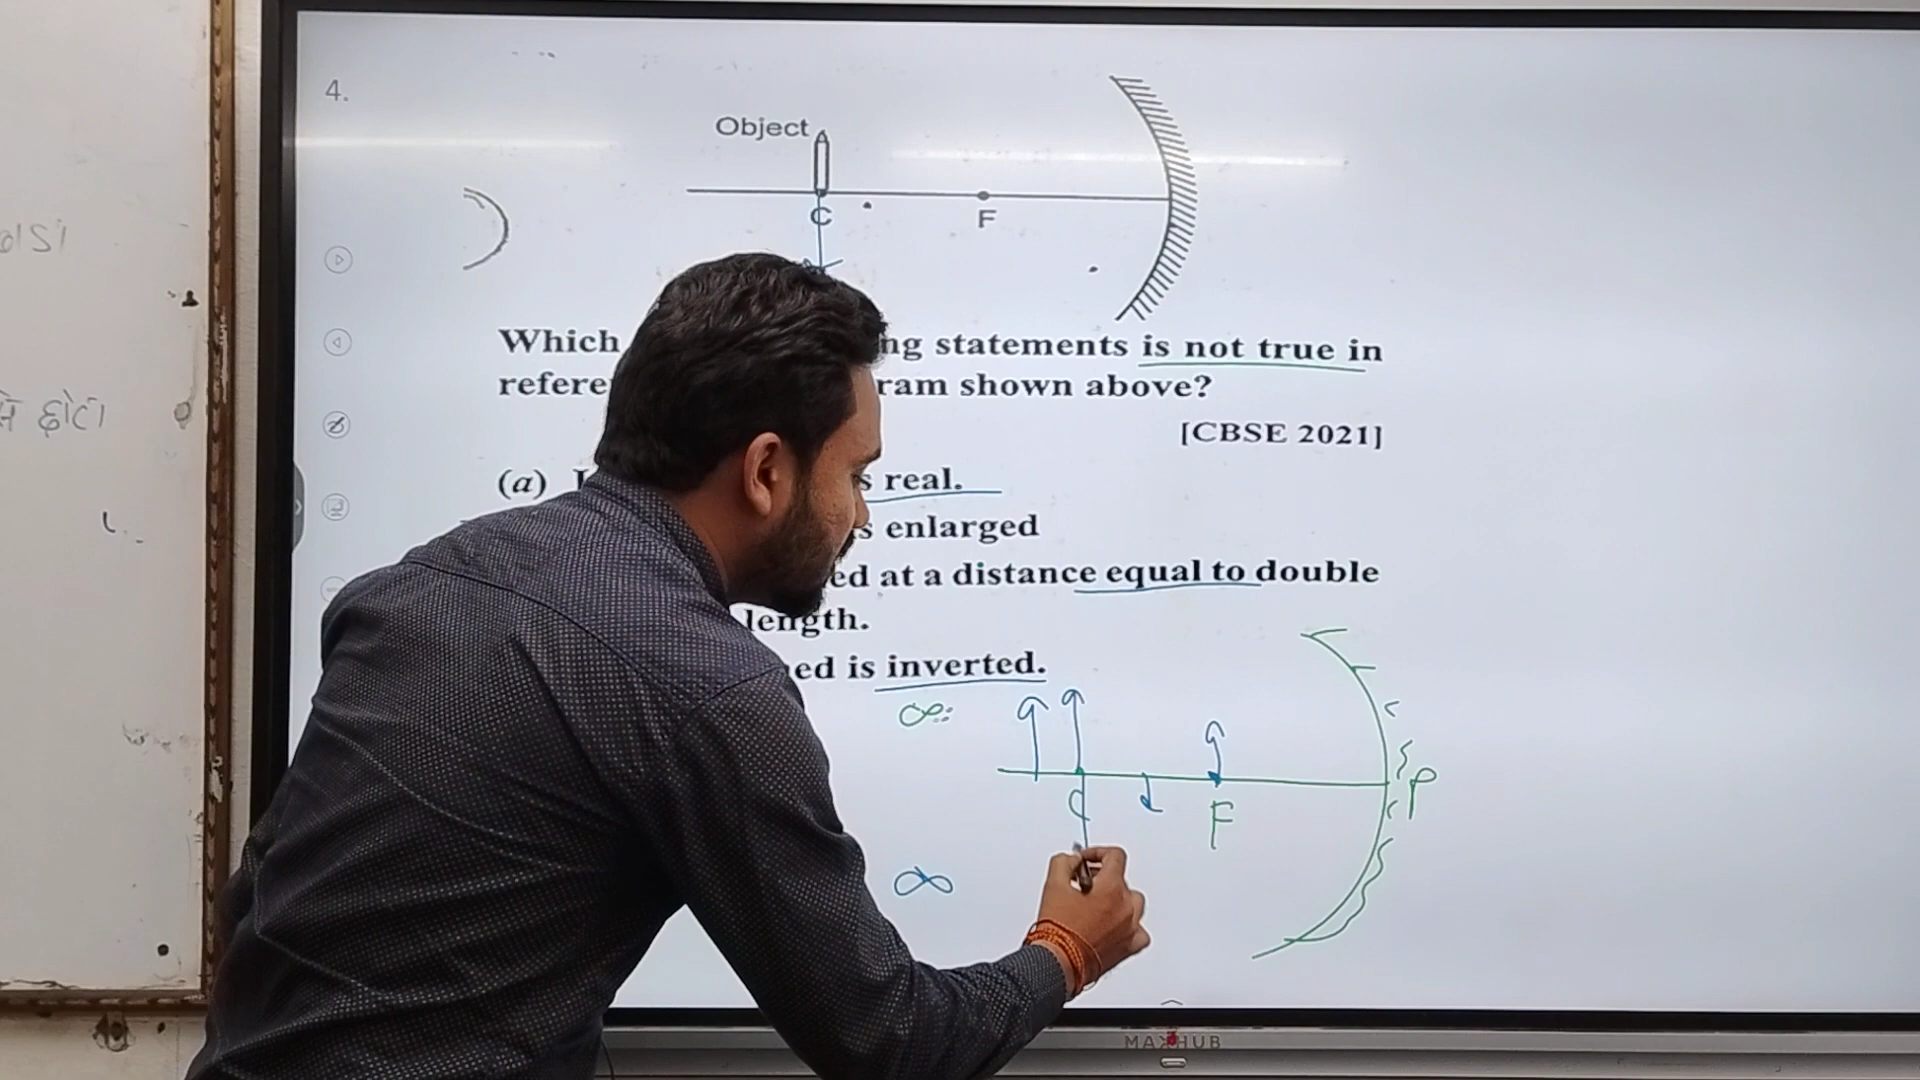 4.
Object
C
F
Which ng statements is not true in
refere ram shown above?
[CBSE 2021]
(a) s real.
s enlarged
ed at a distance equal to double
length.
ed is inverted.
∞
C
F
P
∞
MAXHUB